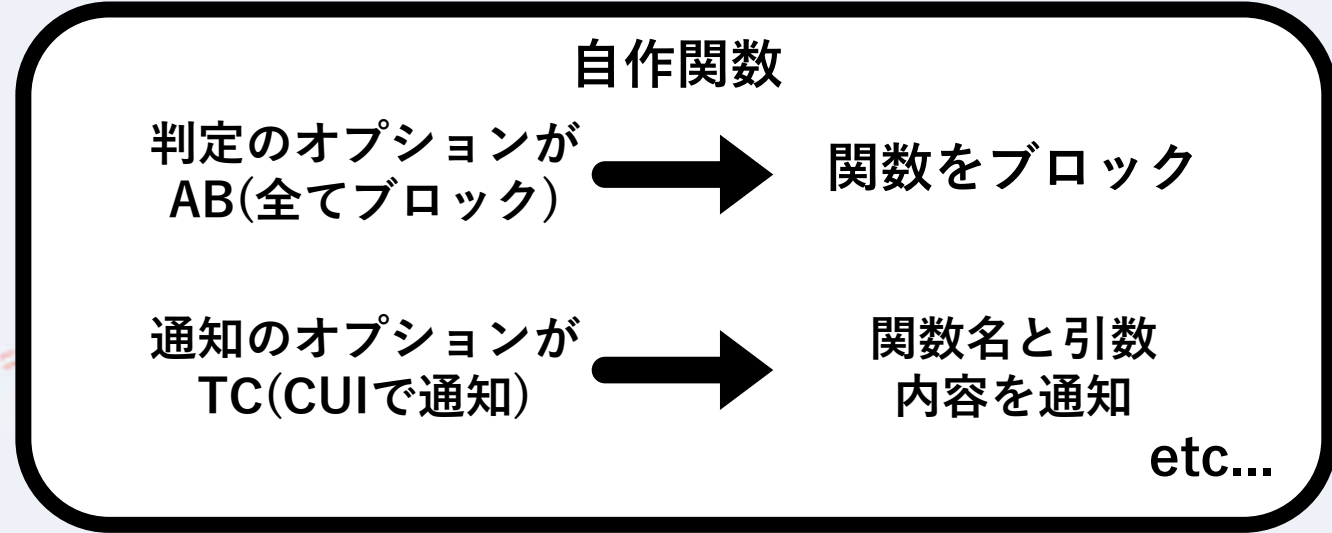 自作関数
判定のオプションが
AB(全てブロック)
関数をブロック
通知のオプションが
TC(CUIで通知)
関数名と引数
内容を通知
etc...